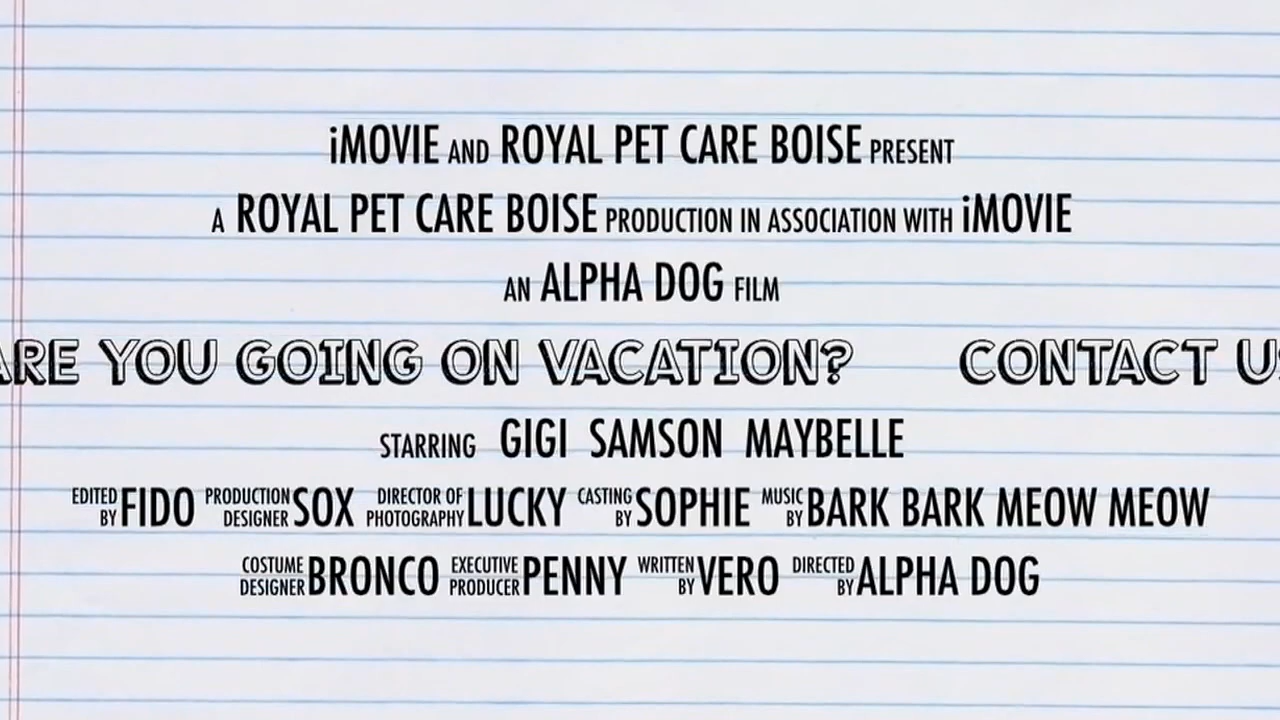 iMOVIE AND ROYAL PET CARE BOISE PRESENT
A ROYAL PET CARE BOISE PRODUCTION IN ASSOCIATION WITH iMOVIE
AN ALPHA DOG FILM
ARE YOU GOING ON VACATION? CONTACT US
STARRING GIGI SAMSON MAYBELLE
EDITED BY FIDO PRODUCTION DESIGNER SOX DIRECTOR OF PHOTOGRAPHY LUCKY CASTING BY SOPHIE MUSIC BY BARK BARK MEOW MEOW
COSTUME DESIGNER BRONCO EXECUTIVE PRODUCER PENNY WRITTEN BY VERO DIRECTED BY ALPHA DOG